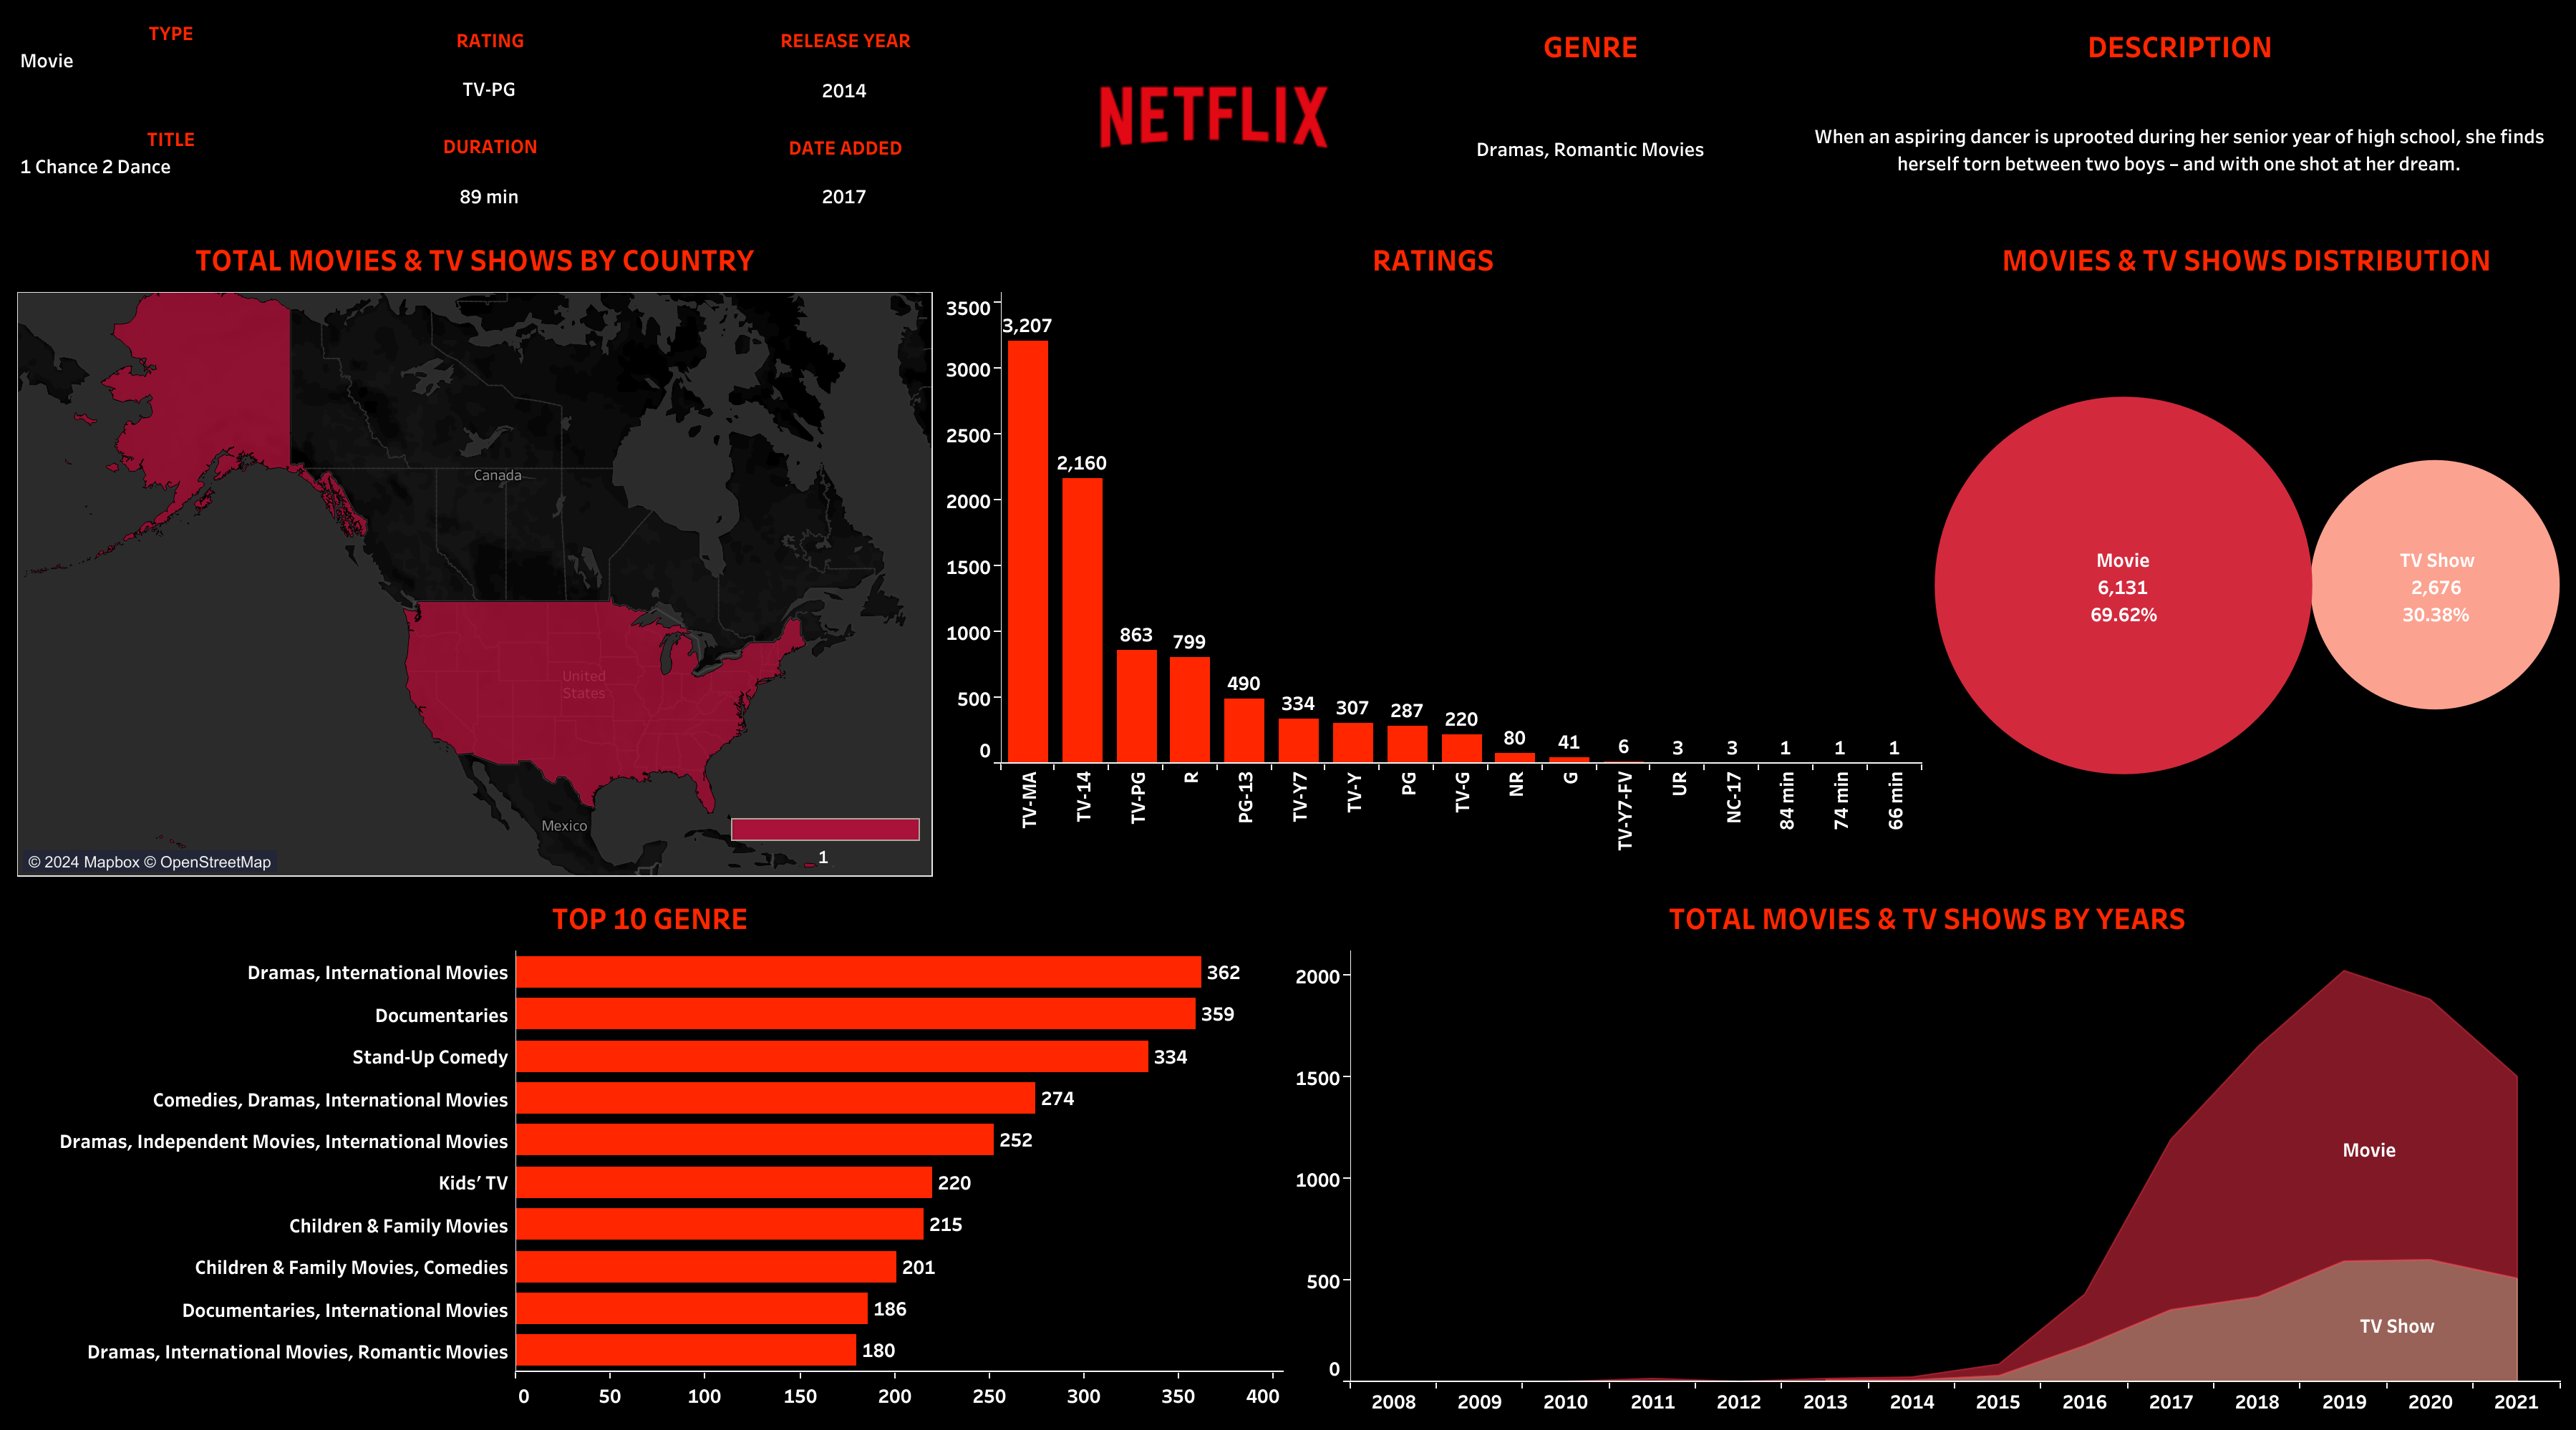 TYPE
Movie
RATING
TV-PG
RELEASE YEAR
2014
TITLE
1 Chance 2 Dance
DURATION
89 min
DATE ADDED
2017
NETFLIX
GENRE
Dramas, Romantic Movies
DESCRIPTION
When an aspiring dancer is uprooted during her senior year of high school, she finds
herself torn between two boys – and with one shot at her dream.
TOTAL MOVIES & TV SHOWS BY COUNTRY
Canada
United
States
Mexico
1
© 2024 Mapbox © OpenStreetMap
RATINGS
3500
3000
2500
2000
1500
1000
500
0
3,207
2,160
863
799
490
334
307
287
220
80
41
6
3
3
1
1
1
TV-MA
TV-14
TV-PG
R
PG-13
TV-Y7
TV-Y
PG
TV-G
NR
G
TV-Y7-FV
UR
NC-17
84 min
74 min
66 min
MOVIES & TV SHOWS DISTRIBUTION
Movie
6,131
69.62%
TV Show
2,676
30.38%
TOP 10 GENRE
Dramas, International Movies 362
Documentaries 359
Stand-Up Comedy 334
Comedies, Dramas, International Movies 274
Dramas, Independent Movies, International Movies 252
Kids' TV 220
Children & Family Movies 215
Children & Family Movies, Comedies 201
Documentaries, International Movies 186
Dramas, International Movies, Romantic Movies 180
0 50 100 150 200 250 300 350 400
TOTAL MOVIES & TV SHOWS BY YEARS
2000
1500
1000
500
0
Movie
TV Show
2008 2009 2010 2011 2012 2013 2014 2015 2016 2017 2018 2019 2020 2021